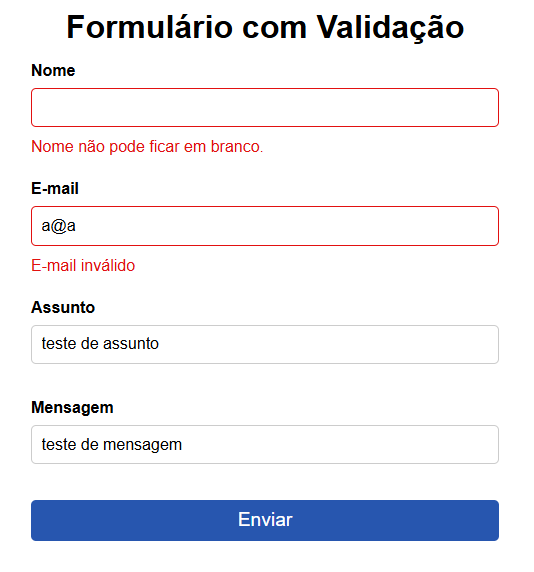 Formulário com Validação
Nome
Nome não pode ficar em branco.
E-mail
a@a
E-mail inválido
Assunto
teste de assunto
Mensagem
teste de mensagem
Enviar